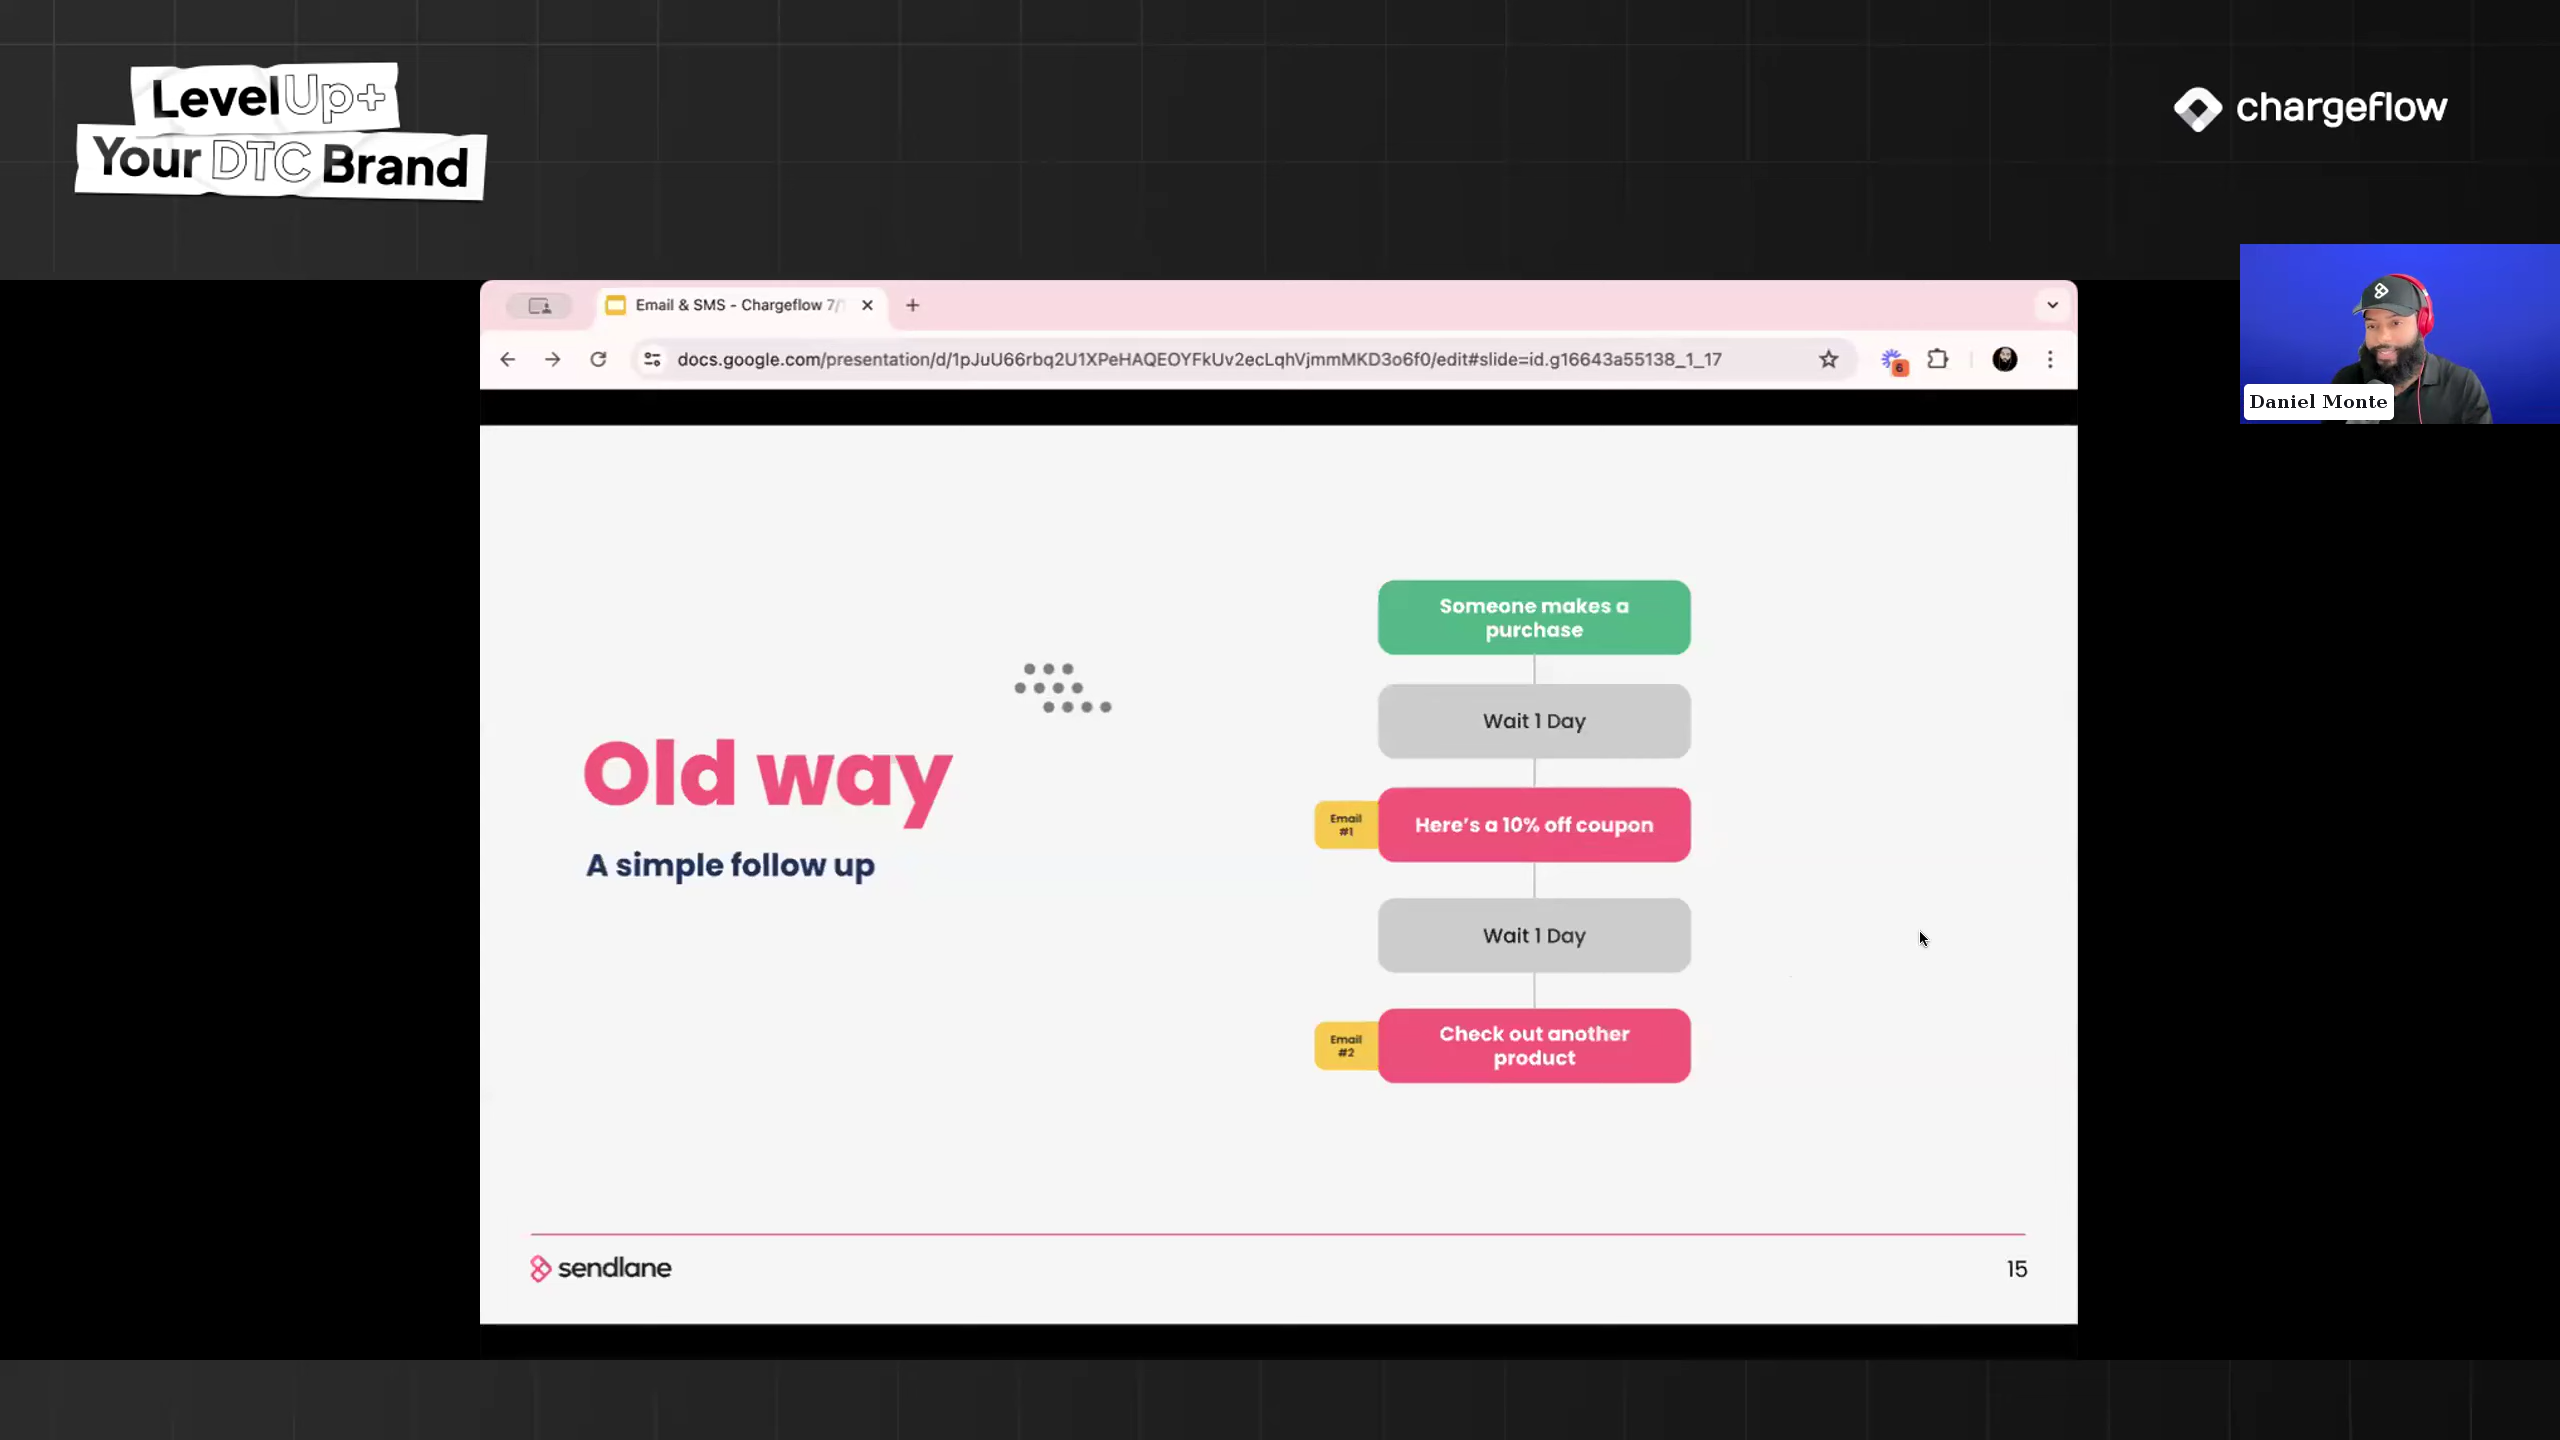 LevelUp+
Your DTC Brand
chargeflow
Email & SMS - Chargeflow 7/
docs.google.com/presentation/d/1pJuU66rbq2U1XPeHAQEOYFkUv2ecLqhVjmmMKD3o6f0/edit#slide=id.g16643a55138_1_17
6
Daniel Monte
Old way
A simple follow up
Someone makes a
purchase
Wait 1 Day
Email
#1
Here's a 10% off coupon
Wait 1 Day
Email
#2
Check out another
product
sendlane
15